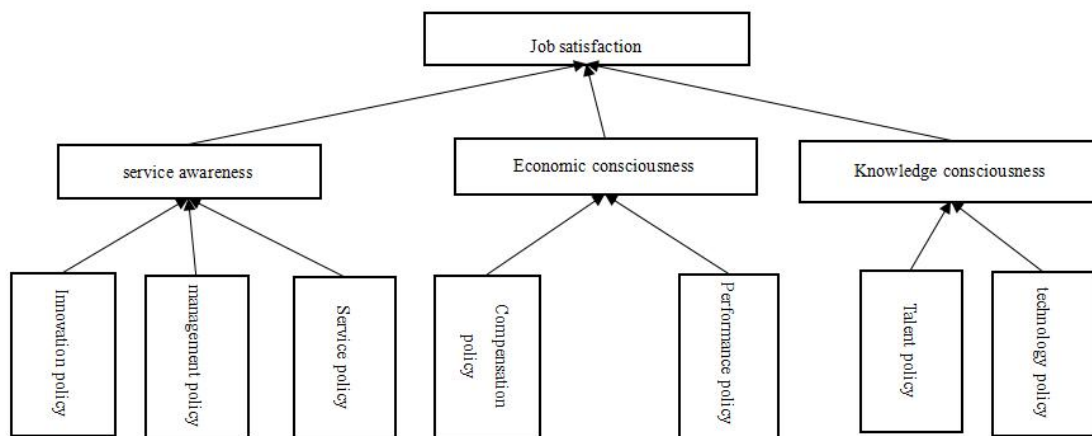 Job satisfaction
service awareness
Economic consciousness
Knowledge consciousness
Innovation policy
management policy
Service policy
Compensation
policy
Performance policy
Talent policy
technology policy